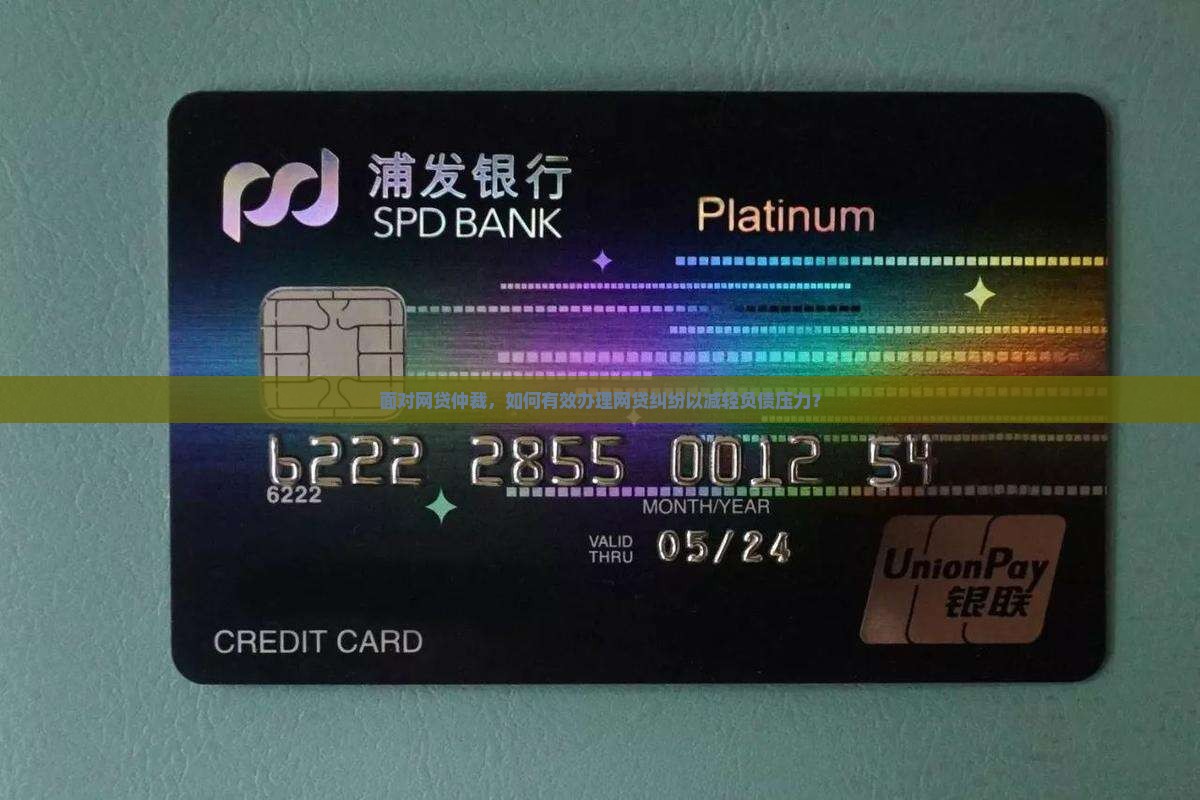 浦发银行
SPD BANK
Platinum
面对网贷仲裁，如何有效办理网贷纠纷以减轻负债压力？
6222 2855 0012 54
6222
MONTH/YEAR
VALID
THRU
05/24
UnionPay
银联
CREDIT CARD